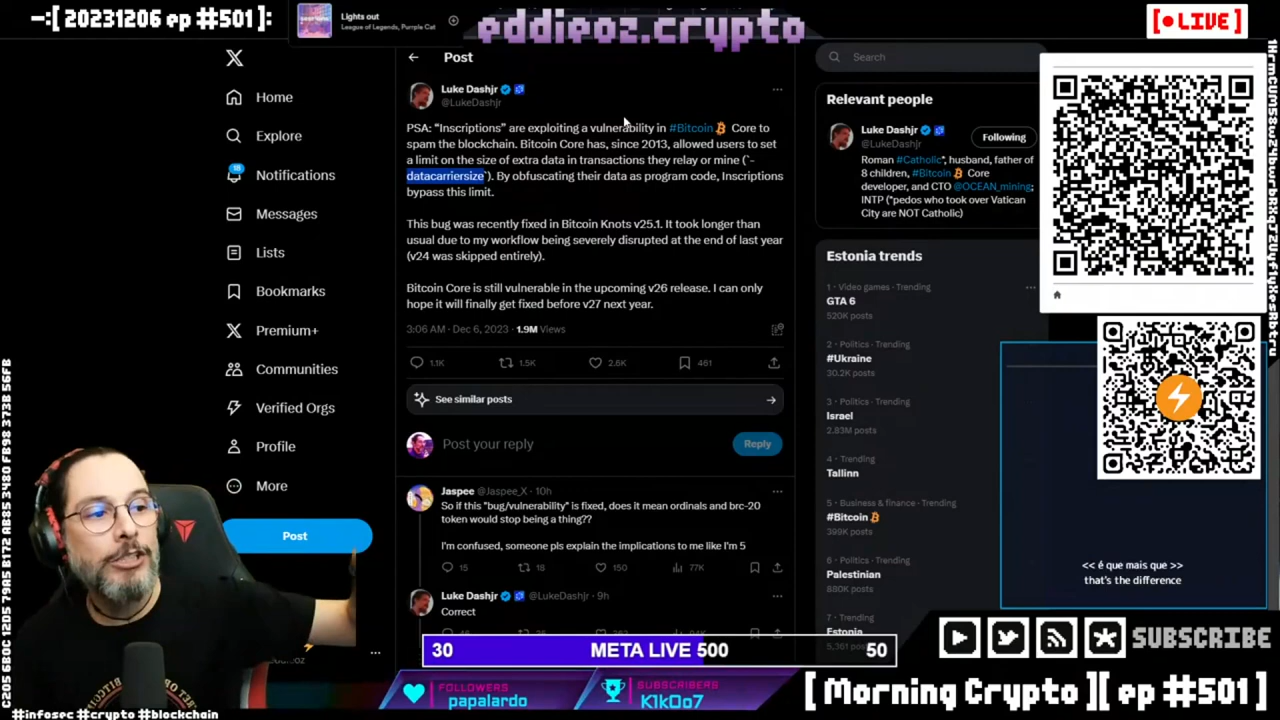 -:[ 20231206 ep #501]:
Lights out
League of Legends, Purrple Cat
eddieoz.crypto
[• LIVE]
Home
Explore
18
Notifications
Messages
Lists
Bookmarks
Premium+
Communities
Verified Orgs
Profile
More
Post
Post
Luke Dashjr
@LukeDashjr
PSA: “Inscriptions” are exploiting a vulnerability in #Bitcoin Core to
spam the blockchain. Bitcoin Core has, since 2013, allowed users to set
a limit on the size of extra data in transactions they relay or mine (`-
datacarriersize`). By obfuscating their data as program code, Inscriptions
bypass this limit.
This bug was recently fixed in Bitcoin Knots v25.1. It took longer than
usual due to my workflow being severely disrupted at the end of last year
(v24 was skipped entirely).
Bitcoin Core is still vulnerable in the upcoming v26 release. I can only
hope it will finally get fixed before v27 next year.
3:06 AM · Dec 6, 2023 · 1.9M Views
1.1K 1.5K 2.6K 461
See similar posts
Post your reply
Reply
Jaspee @Jaspee_X · 10h
So if this "bug/vulnerability" is fixed, does it mean ordinals and brc-20
token would stop being a thing??
I'm confused, someone pls explain the implications to me like I'm 5
15 18 150 77K
Luke Dashjr @LukeDashjr · 9h
Correct
Search
Relevant people
Luke Dashjr
@LukeDashjr
Following
Roman #Catholic*, husband, father of
8 children, #Bitcoin Core
developer, and CTO @OCEAN_mining;
INTP (*pedos who took over Vatican
City are NOT Catholic)
Estonia trends
1 · Video games · Trending
GTA 6
520K posts
2 · Politics · Trending
#Ukraine
30.2K posts
3 · Politics · Trending
Israel
2.83M posts
4 · Trending
Tallinn
5 · Business & finance · Trending
#Bitcoin
399K posts
6 · Politics · Trending
Palestinian
880K posts
7 · Trending
Estonia
5,361 posts
<< é que mais que >>
that's the difference
30 META LIVE 500 50
FOLLOWERS
papalardo
SUBSCRIBERS
K1k0o7
SUBSCRIBE
[ Morning Crypto ][ ep #501 ]
#infosec #crypto #blockchain